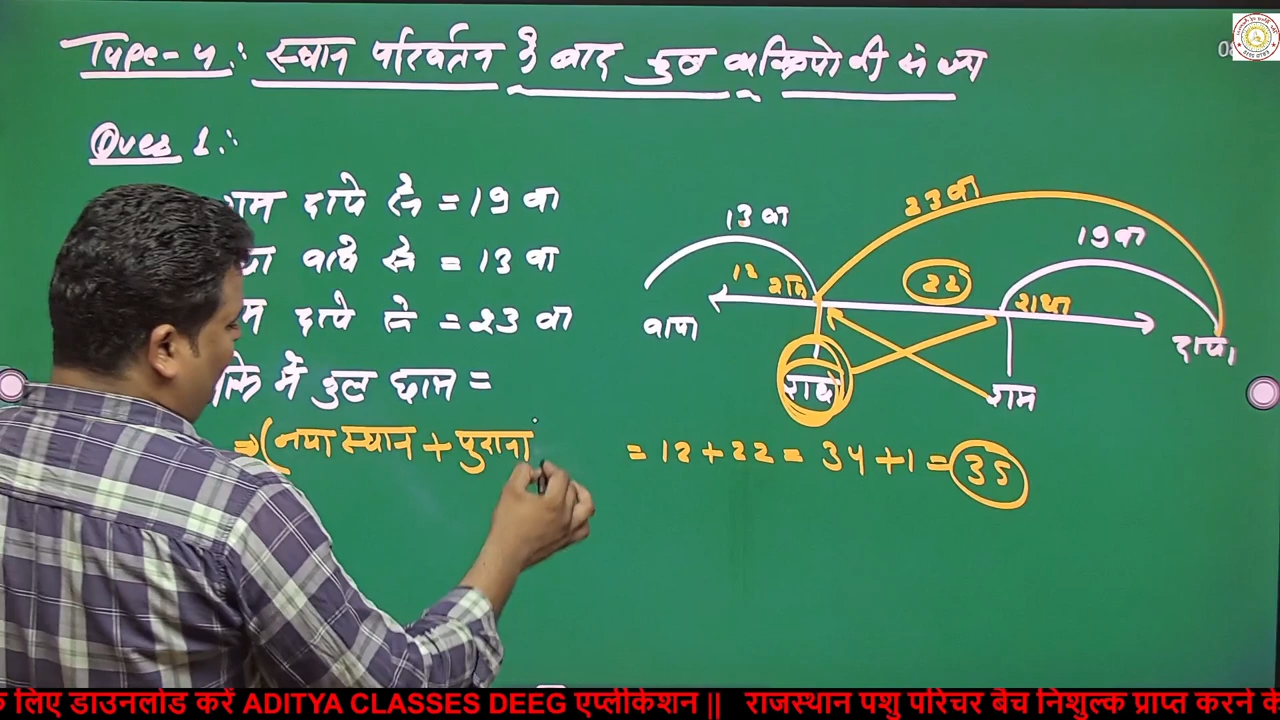 Type-4: स्थान परिवर्तन के बाद कुल व्यक्तियो की संख्या
Ques 1:
राम दाये से = 19 वा
बाये से = 13 वा
दाये से = 23 वा
में कुल छात्र =
⇒ (नया स्थान + पुराना
23 वा
13 वा
19 वा
12 राम
22
राधा
बाया
दाया
राधा
राम
= 12 + 22 = 34 + 1 = 35
लिए डाउनलोड करें ADITYA CLASSES DEEG एप्लीकेशन || राजस्थान पशु परिचर बैच निशुल्क प्राप्त करने के